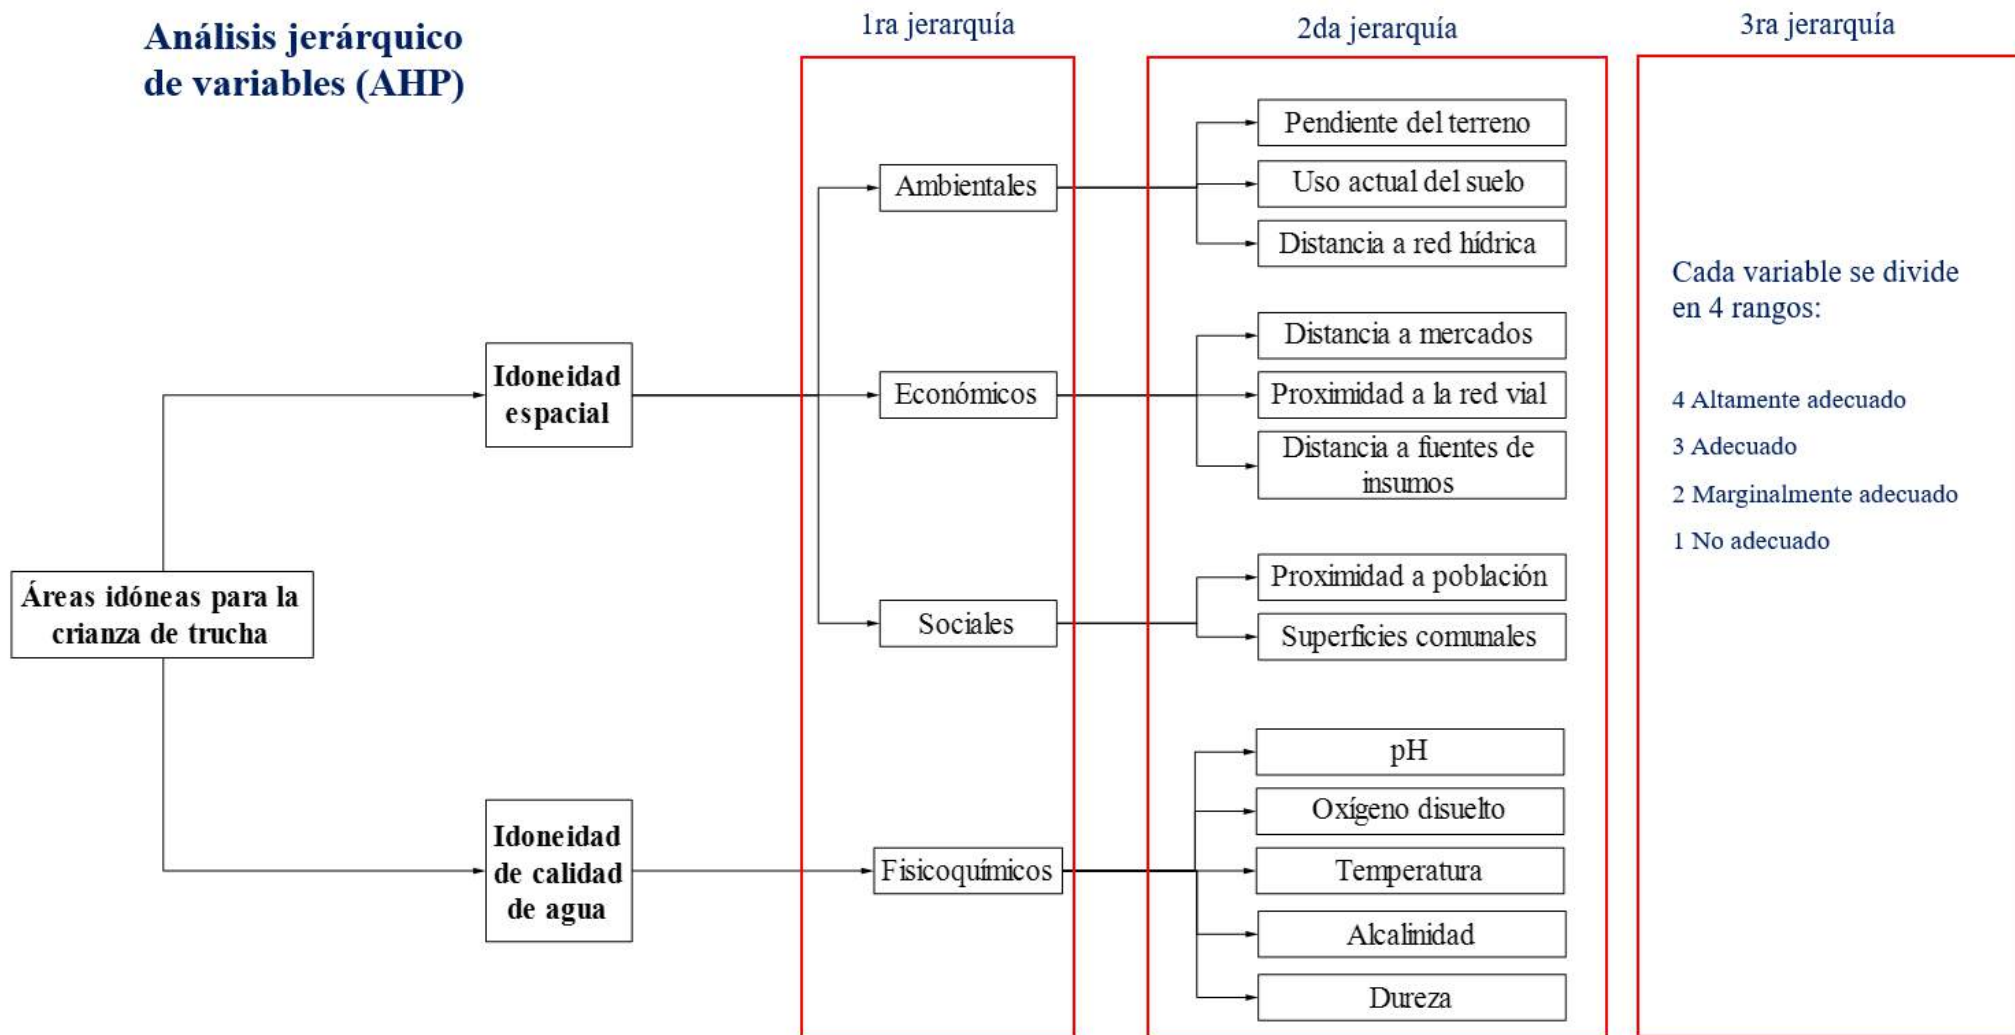 Análisis jerárquico
de variables (AHP)
1ra jerarquía
2da jerarquía
3ra jerarquía
Áreas idóneas para la
crianza de trucha
Idoneidad
espacial
Idoneidad
de calidad
de agua
Ambientales
Económicos
Sociales
Fisicoquímicos
Pendiente del terreno
Uso actual del suelo
Distancia a red hídrica
Distancia a mercados
Proximidad a la red vial
Distancia a fuentes de
insumos
Proximidad a población
Superficies comunales
pH
Oxígeno disuelto
Temperatura
Alcalinidad
Dureza
Cada variable se divide
en 4 rangos:
4 Altamente adecuado
3 Adecuado
2 Marginalmente adecuado
1 No adecuado